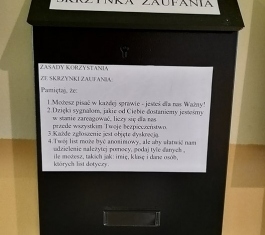 SKRZYNKA ZAUFANIA
ZASADY KORZYSTANIA
ZE SKRZYNKI ZAUFANIA:
Pamiętaj, że:
1.Możesz pisać w każdej sprawie - jesteś dla nas Ważny!
2.Dzięki sygnałom, jakie od Ciebie dostaniemy jesteśmy
w stanie zareagować, liczy się dla nas
przede wszystkim Twoje bezpieczeństwo
3.Każde zgłoszenie jest objęte dyskrecją.
4.Twój list może być anonimowy, ale aby ułatwić nam
udzielenie należytej pomocy, podaj tyle danych ,
ile możesz, takich jak: imię, klasę i dane osób,
których list dotyczy.